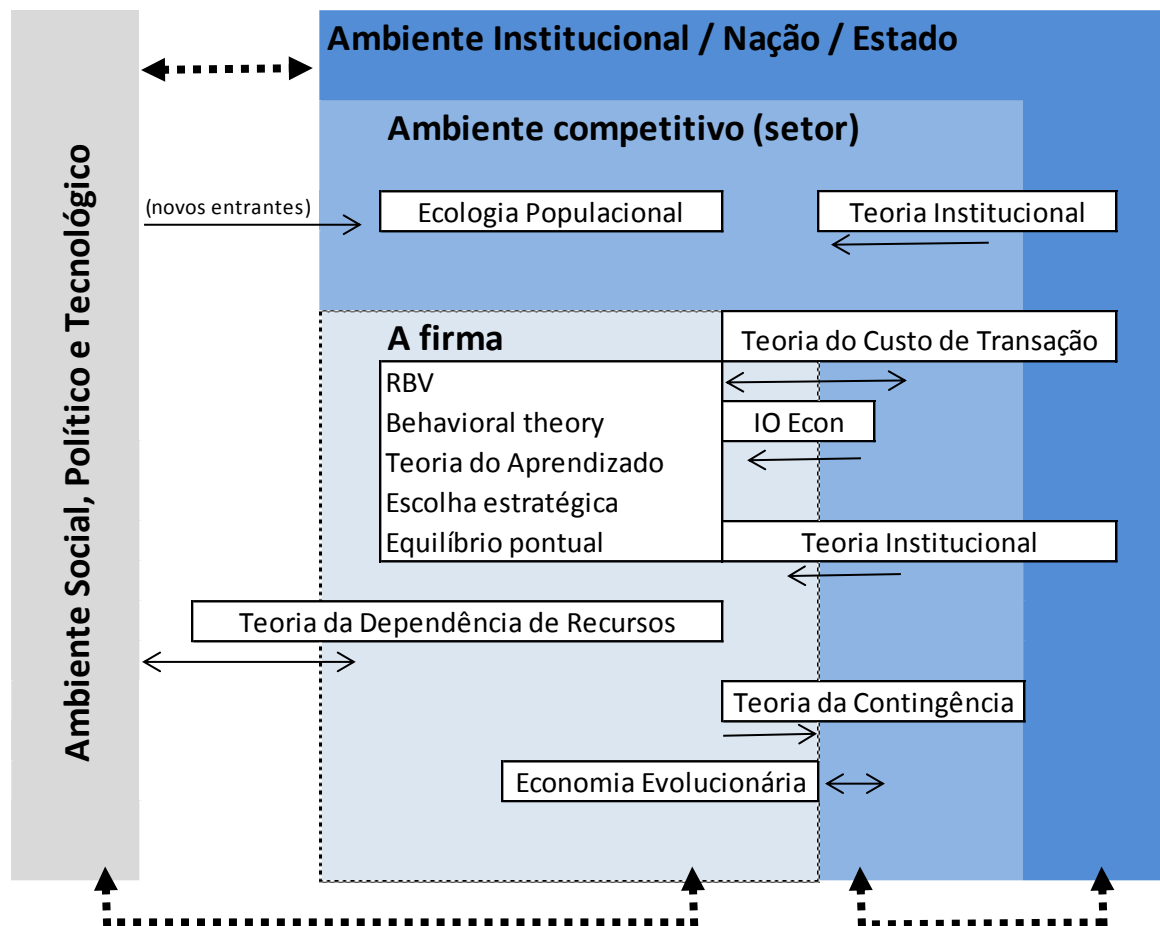 Ambiente Social, Político e Tecnológico
Ambiente Institucional / Nação / Estado
Ambiente competitivo (setor)
(novos entrantes)
Ecologia Populacional
Teoria Institucional
A firma
Teoria do Custo de Transação
RBV
Behavioral theory
IO Econ
Teoria do Aprendizado
Escolha estratégica
Equilíbrio pontual
Teoria Institucional
Teoria da Dependência de Recursos
Teoria da Contingência
Economia Evolucionária